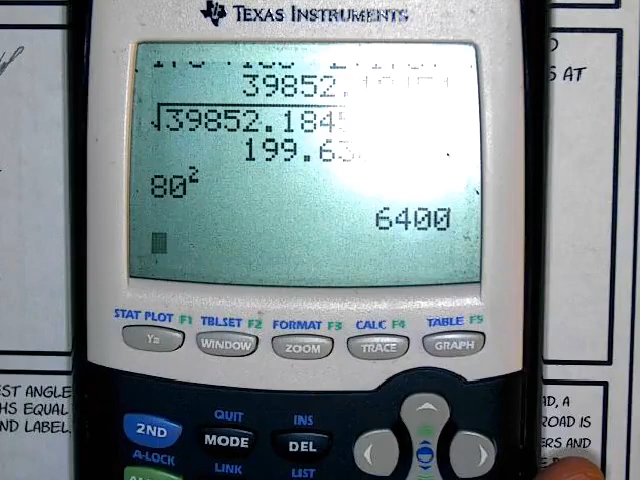 TEXAS INSTRUMENTS
39852.
√39852.184
199.63
80²
6400
STAT PLOT F1 TBLSET F2 FORMAT F3 CALC F4 TABLE F5
Y= WINDOW ZOOM TRACE GRAPH
QUIT INS
2ND MODE DEL
A-LOCK LINK LIST
S AT
EST ANGLE
HS EQUAL
ND LABEL.
AD, A
ROAD IS
ERS AND